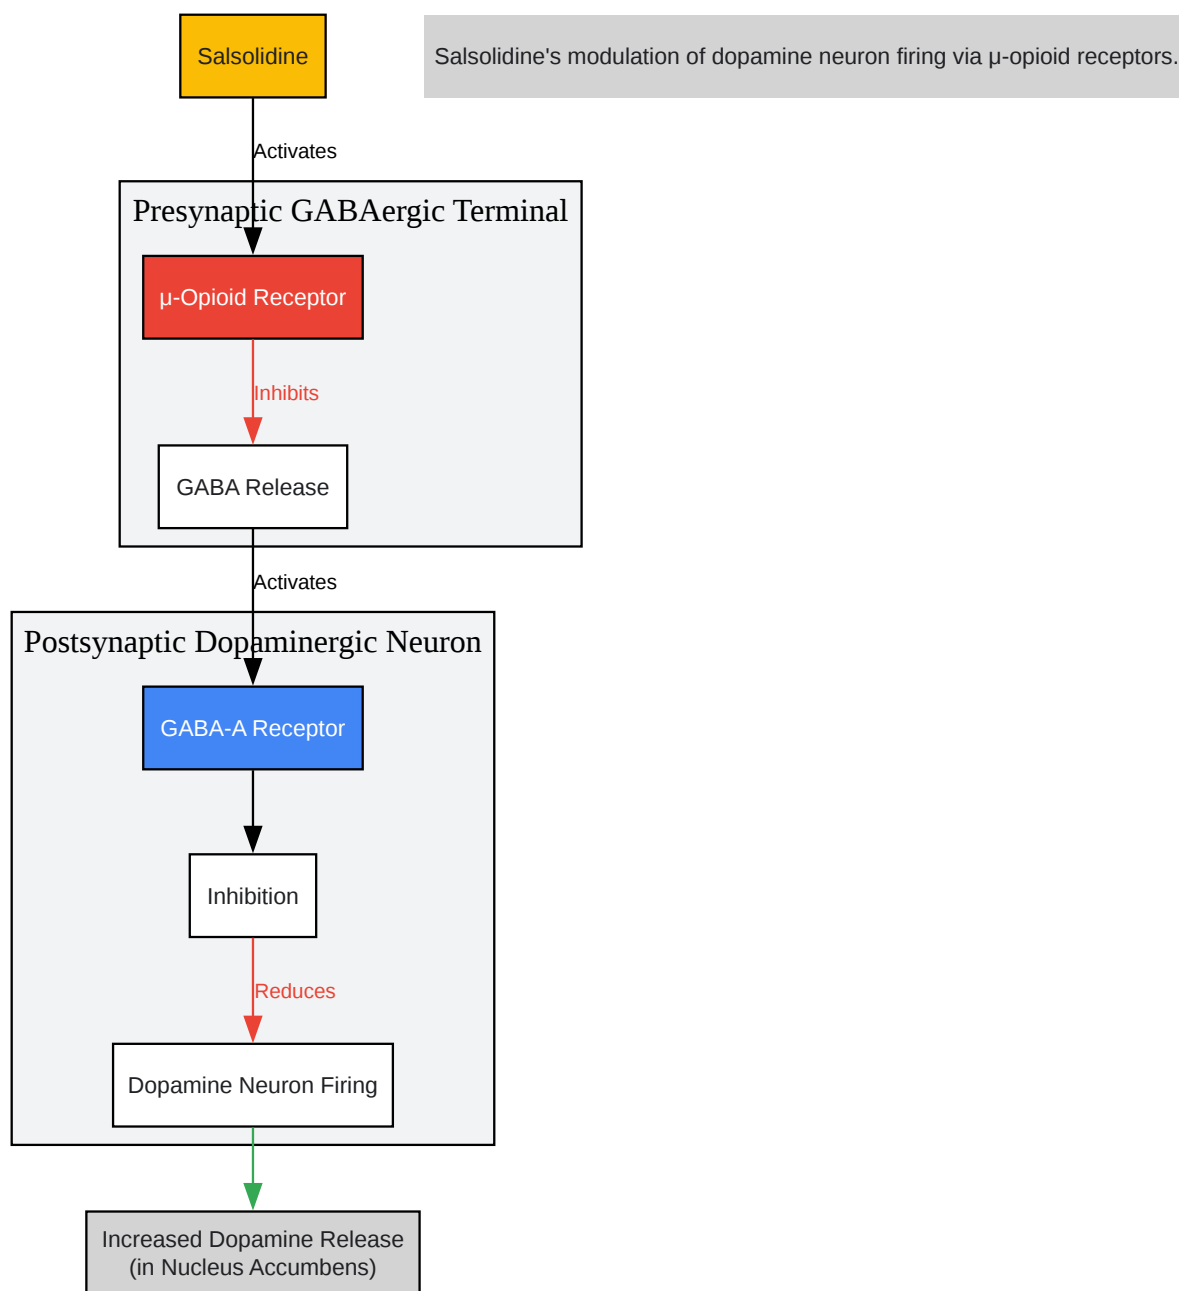 Salsolidine
Salsolidine's modulation of dopamine neuron firing via μ-opioid receptors.
Activates
Presynaptic GABAergic Terminal
μ-Opioid Receptor
Inhibits
GABA Release
Activates
Postsynaptic Dopaminergic Neuron
GABA-A Receptor
Inhibition
Reduces
Dopamine Neuron Firing
Increased Dopamine Release
(in Nucleus Accumbens)